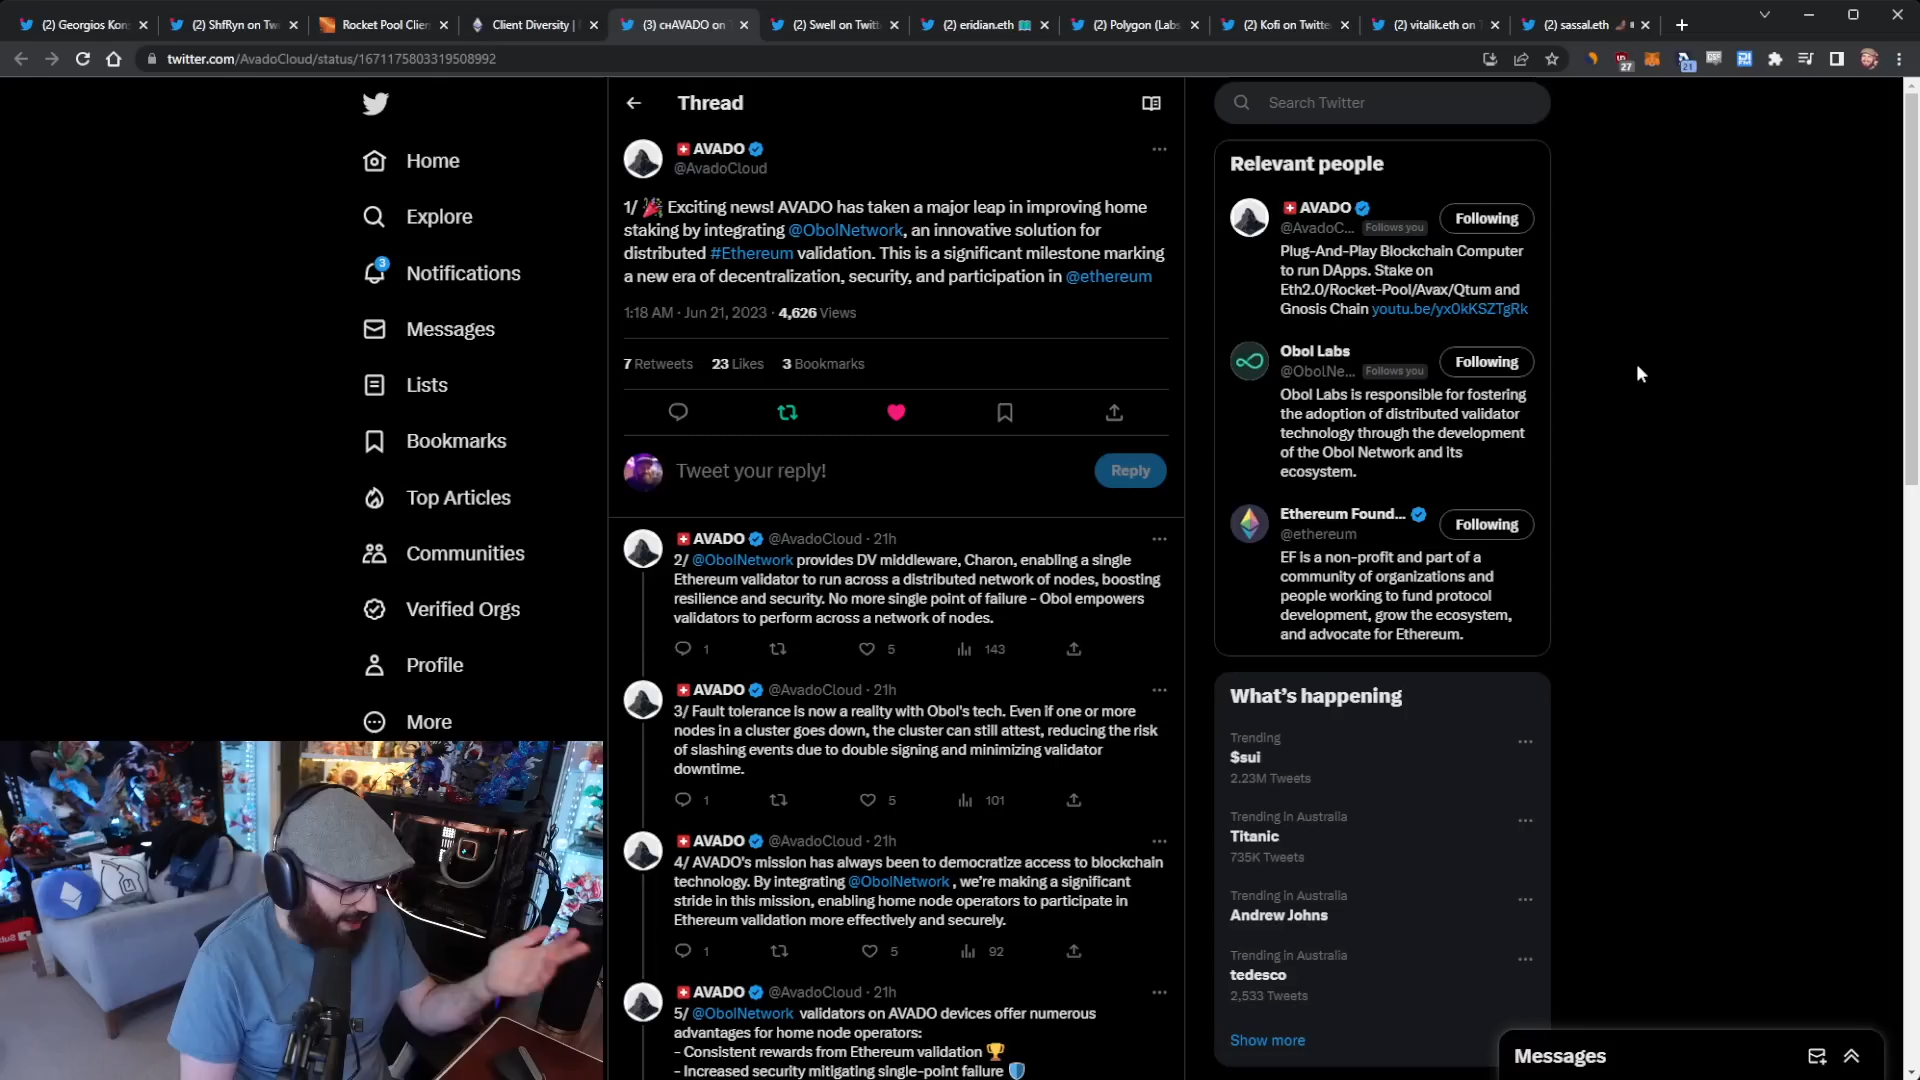 (2) Georgios Kon
(2) ShfRyn on Tw
Rocket Pool Clien
Client Diversity |
(3) снAVADO on T
(2) Swell on Twitt
(2) eridian.eth
(2) Polygon (Labs
(2) Kofi on Twitte
(2) vitalik.eth on T
(2) sassal.eth
twitter.com/AvadoCloud/status/1671175803319508992
27
21
Home
Explore
3
Notifications
Messages
Lists
Bookmarks
Top Articles
Communities
Verified Orgs
Profile
More
Thread
AVADO
@AvadoCloud
1/ 🎉 Exciting news! AVADO has taken a major leap in improving home
staking by integrating @ObolNetwork, an innovative solution for
distributed #Ethereum validation. This is a significant milestone marking
a new era of decentralization, security, and participation in @ethereum
1:18 AM · Jun 21, 2023 · 4,626 Views
7 Retweets 23 Likes 3 Bookmarks
Tweet your reply!
Reply
AVADO @AvadoCloud · 21h
2/ @ObolNetwork provides DV middleware, Charon, enabling a single
Ethereum validator to run across a distributed network of nodes, boosting
resilience and security. No more single point of failure - Obol empowers
validators to perform across a network of nodes.
1 5 143
AVADO @AvadoCloud · 21h
3/ Fault tolerance is now a reality with Obol's tech. Even if one or more
nodes in a cluster goes down, the cluster can still attest, reducing the risk
of slashing events due to double signing and minimizing validator
downtime.
1 5 101
AVADO @AvadoCloud · 21h
4/ AVADO's mission has always been to democratize access to blockchain
technology. By integrating @ObolNetwork , we're making a significant
stride in this mission, enabling home node operators to participate in
Ethereum validation more effectively and securely.
1 5 92
AVADO @AvadoCloud · 21h
5/ @ObolNetwork validators on AVADO devices offer numerous
advantages for home node operators:
- Consistent rewards from Ethereum validation 🏆
- Increased security mitigating single-point failure 🛡️
Search Twitter
Relevant people
AVADO
@AvadoC... Follows you
Following
Plug-And-Play Blockchain Computer
to run DApps. Stake on
Eth2.0/Rocket-Pool/Avax/Qtum and
Gnosis Chain youtu.be/yx0kKSZTgRk
Obol Labs
@ObolNe... Follows you
Following
Obol Labs is responsible for fostering
the adoption of distributed validator
technology through the development
of the Obol Network and its
ecosystem.
Ethereum Found...
@ethereum
Following
EF is a non-profit and part of a
community of organizations and
people working to fund protocol
development, grow the ecosystem,
and advocate for Ethereum.
What's happening
Trending
$sui
2.23M Tweets
Trending in Australia
Titanic
735K Tweets
Trending in Australia
Andrew Johns
Trending in Australia
tedesco
2,533 Tweets
Show more
Messages